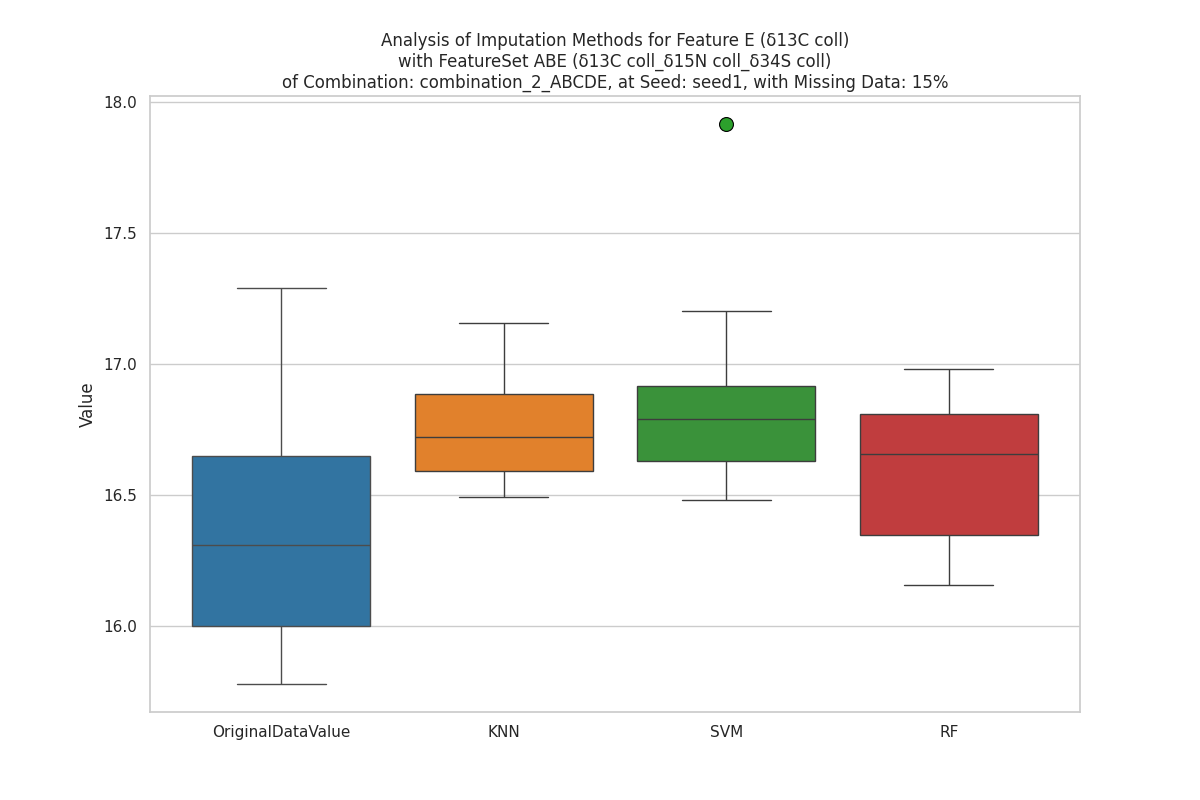 Analysis of Imputation Methods for Feature E (δ13C coll)
with FeatureSet ABE (δ13C coll_δ15N coll_δ34S coll)
of Combination: combination_2_ABCDE, at Seed: seed1, with Missing Data: 15%
18.0
17.5
17.0
16.5
16.0
Value
OriginalDataValue KNN SVM RF